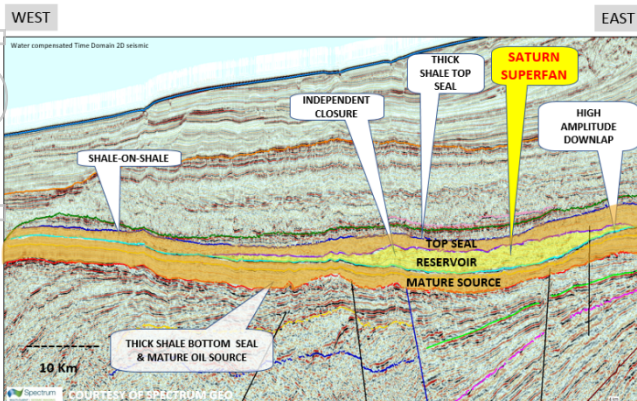 WEST
EAST
Water compensated Time Domain 2D seismic
THICK
SHALE TOP
SEAL
SATURN
SUPERFAN
INDEPENDENT
CLOSURE
HIGH
AMPLITUDE
DOWNLAP
SHALE-ON-SHALE
TOP SEAL
RESERVOIR
MATURE SOURCE
THICK SHALE BOTTOM SEAL
& MATURE OIL SOURCE
10 Km
Spectrum
COURTESY OF SPECTRUM GEO